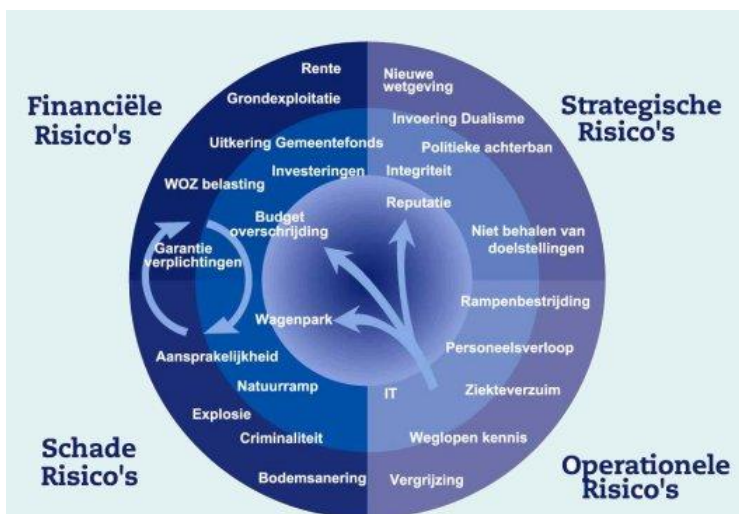 Financiële
Risico's
Strategische
Risico's
Schade
Risico's
Operationele
Risico's
Rente
Grondexploitatie
Uitkering Gemeentefonds
Investeringen
WOZ belasting
Budget
overschrijding
Garantie
verplichtingen
Nieuwe
wetgeving
Invoering Dualisme
Politieke achterban
Integriteit
Reputatie
Niet behalen van
doelstellingen
Wagenpark
Aansprakelijkheid
Natuurramp
Explosie
Criminaliteit
Bodemsanering
Rampenbestrijding
Personeelsverloop
Ziekteverzuim
IT
Weglopen kennis
Vergrijzing